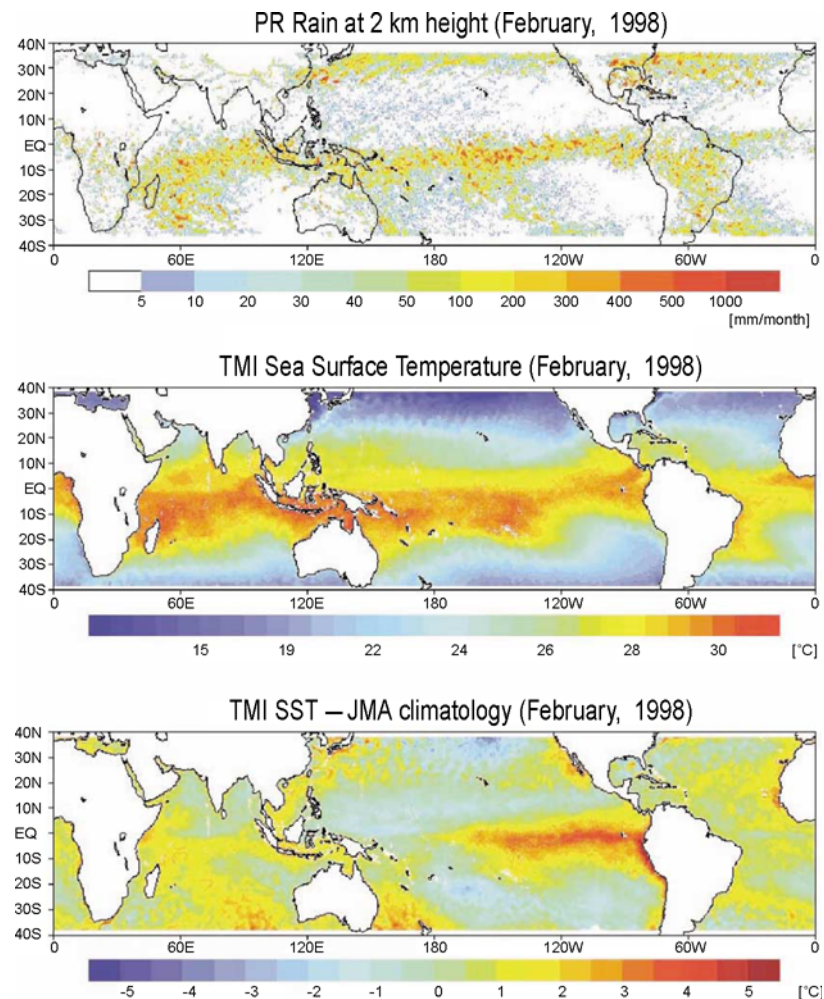 PR Rain at 2 km height (February, 1998)
40N
30N
20N
10N
EQ
10S
20S
30S
40S
60E 120E 180 120W 60W 0
5 10 20 30 40 50 100 200 300 400 500 1000
[mm/month]
TMI Sea Surface Temperature (February, 1998)
40N
30N
20N
10N
EQ
10S
20S
30S
40S
0 60E 120E 180 120W 60W 0
15 19 22 24 26 28 30 [°C]
TMI SST – JMA climatology (February, 1998)
40N
30N
20N
10N
EQ
10S
20S
30S
40S
0 60E 120E 180 120W 60W 0
-5 -4 -3 -2 -1 0 1 2 3 4 5 [°C]